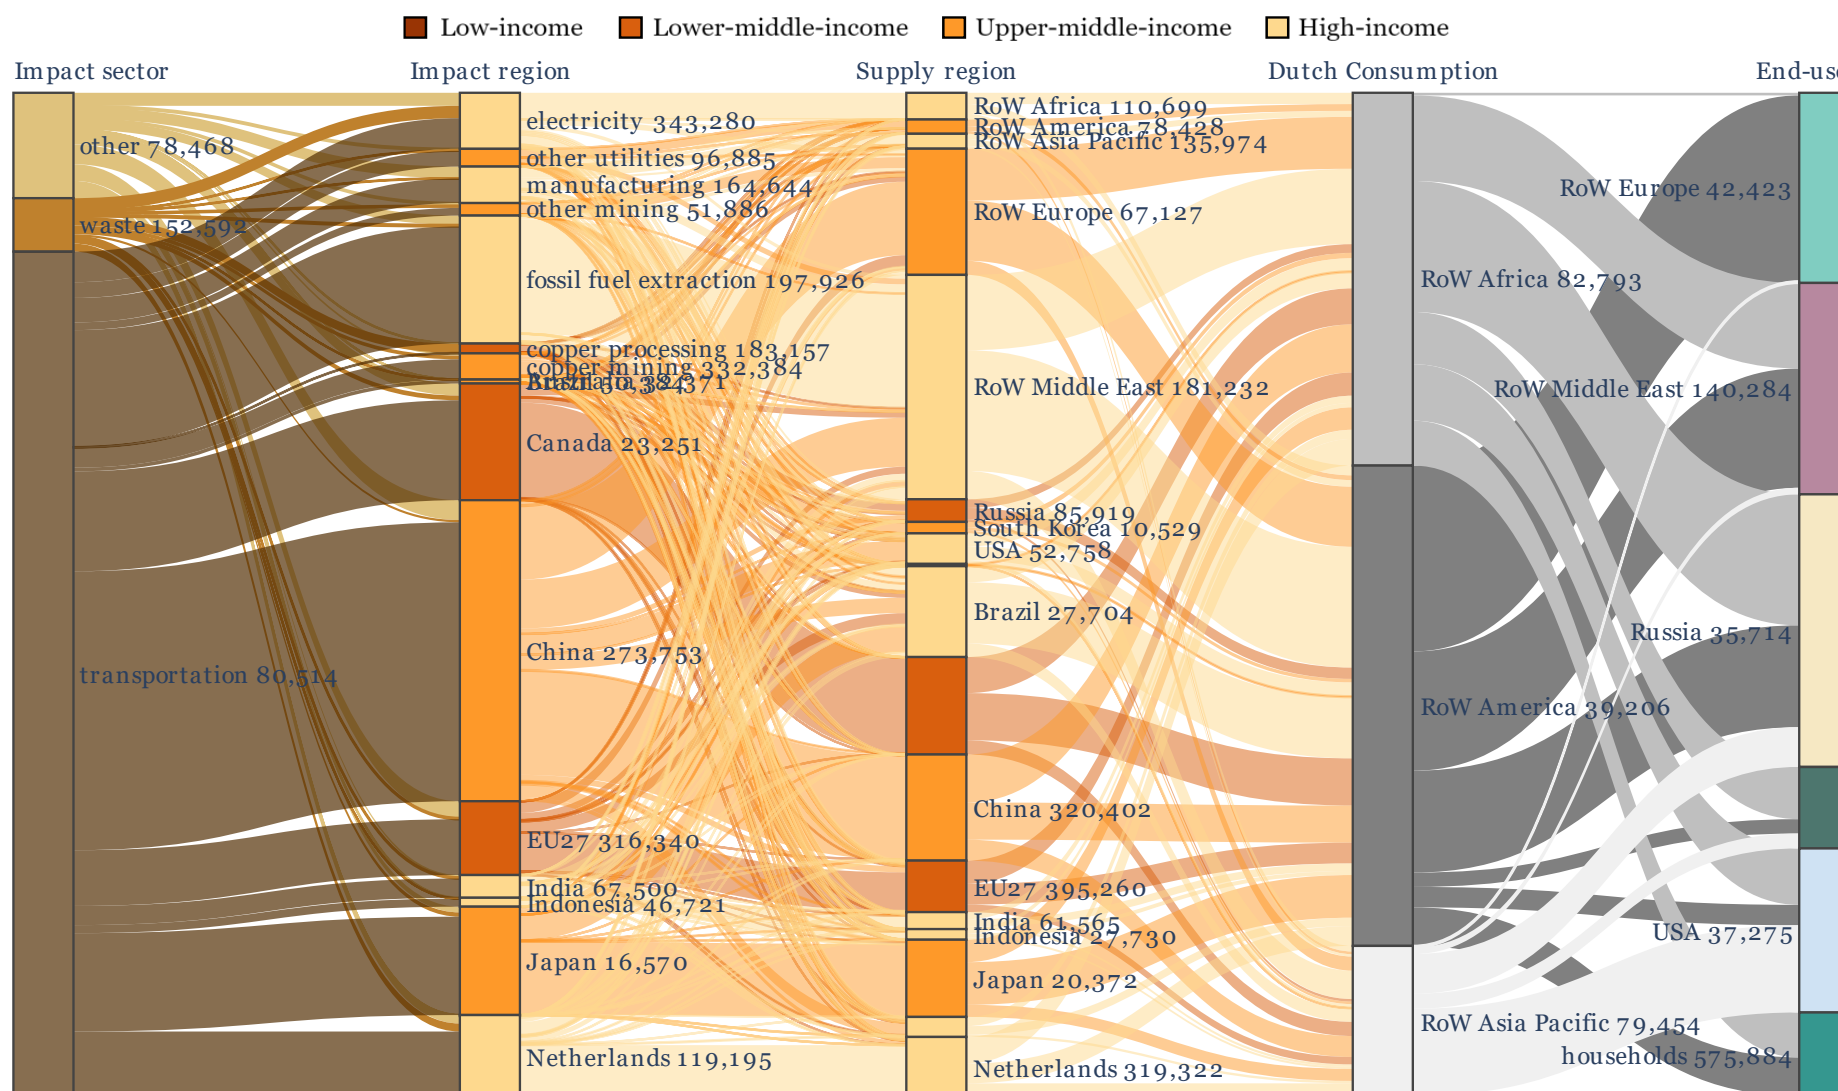 Low-income
Lower-middle-income
Upper-middle-income
High-income
Impact sector
Impact region
Supply region
Dutch Consumption
End-use
other 78,468
waste 152,592
transportation 80,514
electricity 343,280
other utilities 96,885
manufacturing 164,644
other mining 51,886
fossil fuel extraction 197,926
copper processing 183,157
copper mining 332,384
Canada 23,251
China 273,753
EU27 316,340
India 67,500
Indonesia 46,721
Japan 16,570
Netherlands 119,195
RoW Africa 110,699
RoW America 78,428
RoW Asia Pacific 135,974
RoW Europe 67,127
RoW Middle East 181,232
Russia 85,919
South Korea 10,529
USA 52,758
Brazil 27,704
China 320,402
EU27 395,260
India 61,565
Indonesia 27,730
Japan 20,372
Netherlands 319,322
RoW Africa 82,793
RoW America 39,206
RoW Asia Pacific 79,454
RoW Europe 42,423
RoW Middle East 140,284
Russia 35,714
USA 37,275
households 575,884